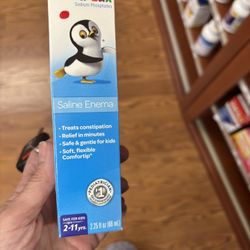 Sodium Phosphates
Saline Enema
• Treats constipation
• Relief in minutes
• Safe & gentle for kids
• Soft, flexible
Comfortip®
SAFE FOR KIDS
2-11 yrs.
2.25 fl oz (66 mL)